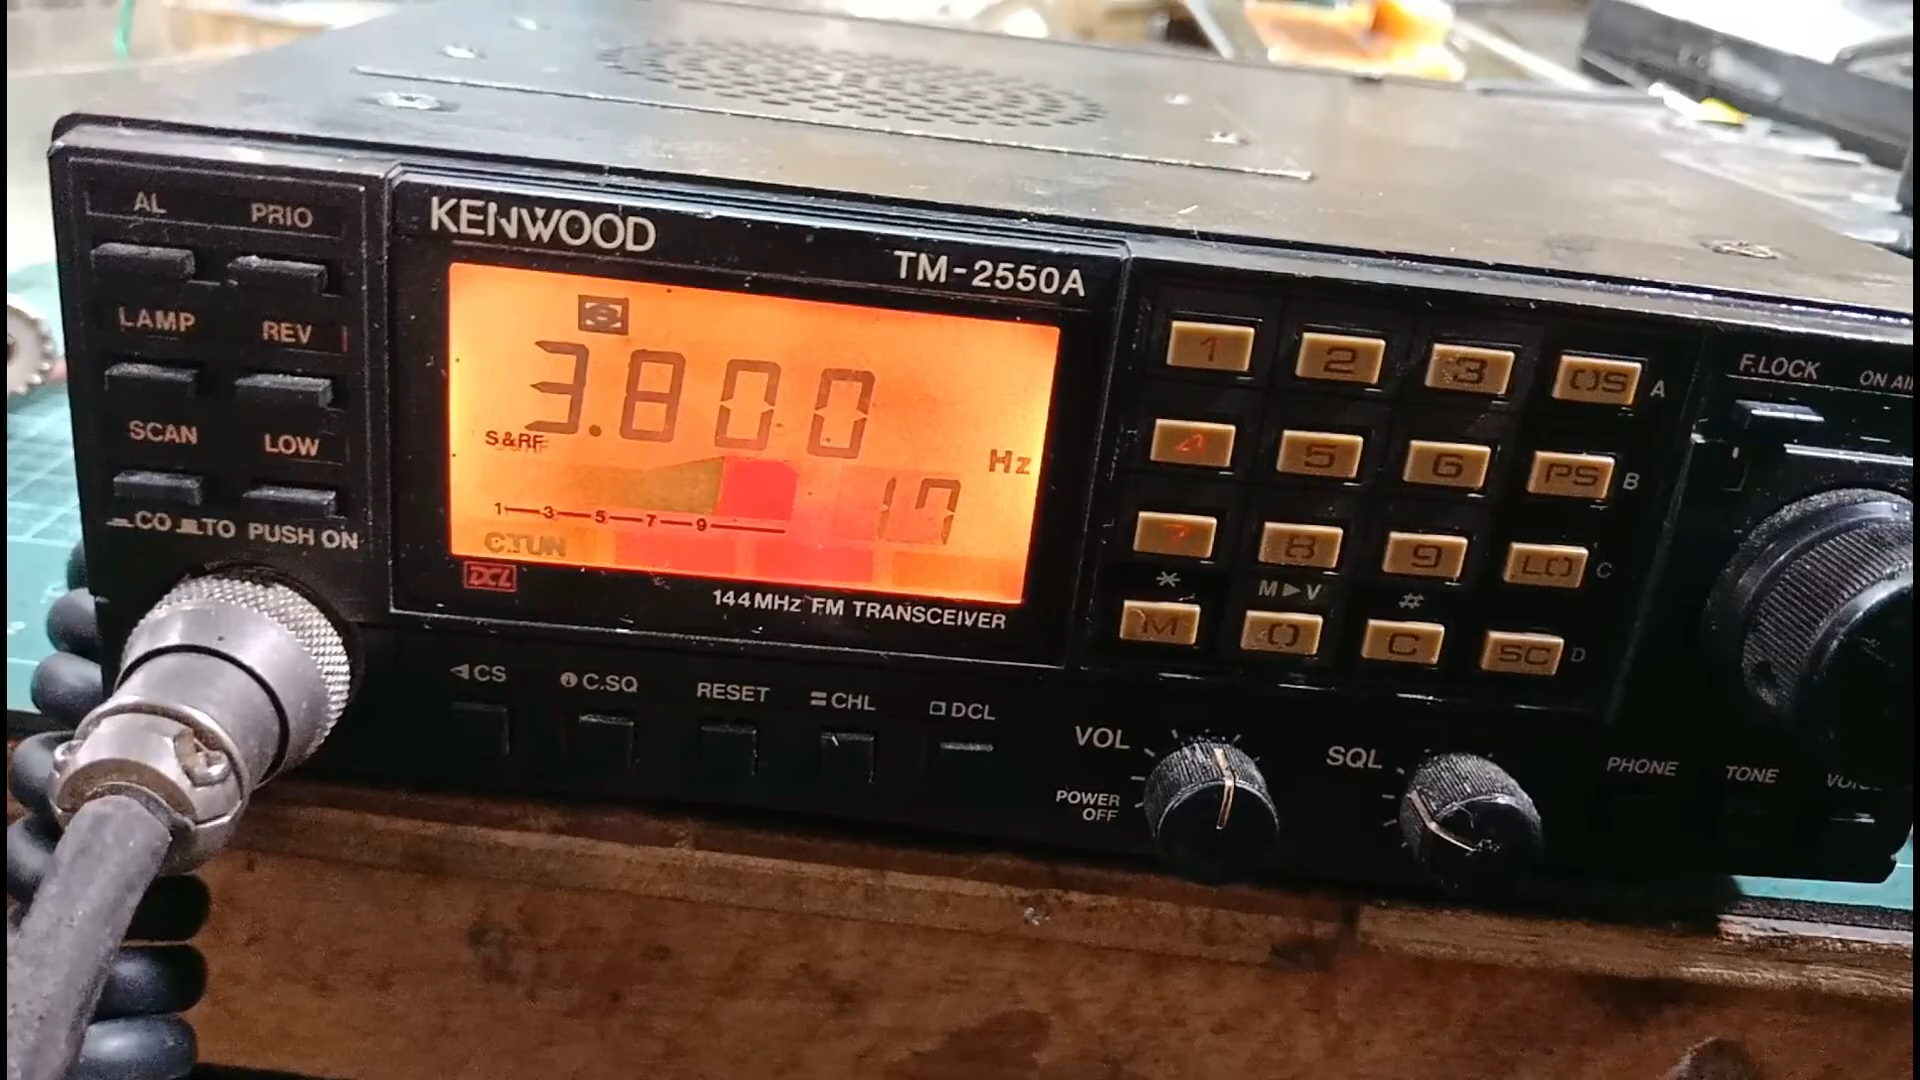 AL PRIO
LAMP REV
SCAN LOW
CO TO PUSH ON
KENWOOD
TM-2550A
3.800
S&RF
Hz
1 3 5 7 9
17
C.TUN
DCL
144MHz FM TRANSCEIVER
1 2 3 OS A
4 5 6 PS B
7 8 9 LO C
* M▶V #
M 0 C SC D
F.LOCK
◁CS C.SQ RESET CHL DCL
VOL
POWER
OFF
SQL
PHONE TONE